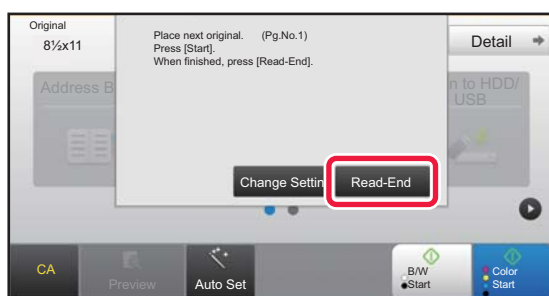 Original
8½x11
Place next original. (Pg.No.1)
Press [Start].
When finished, press [Read-End].
Detail
Address B
n to HDD/
USB
Change Settin
Read-End
CA
Preview
Auto Set
B/W
Start
Color
Start